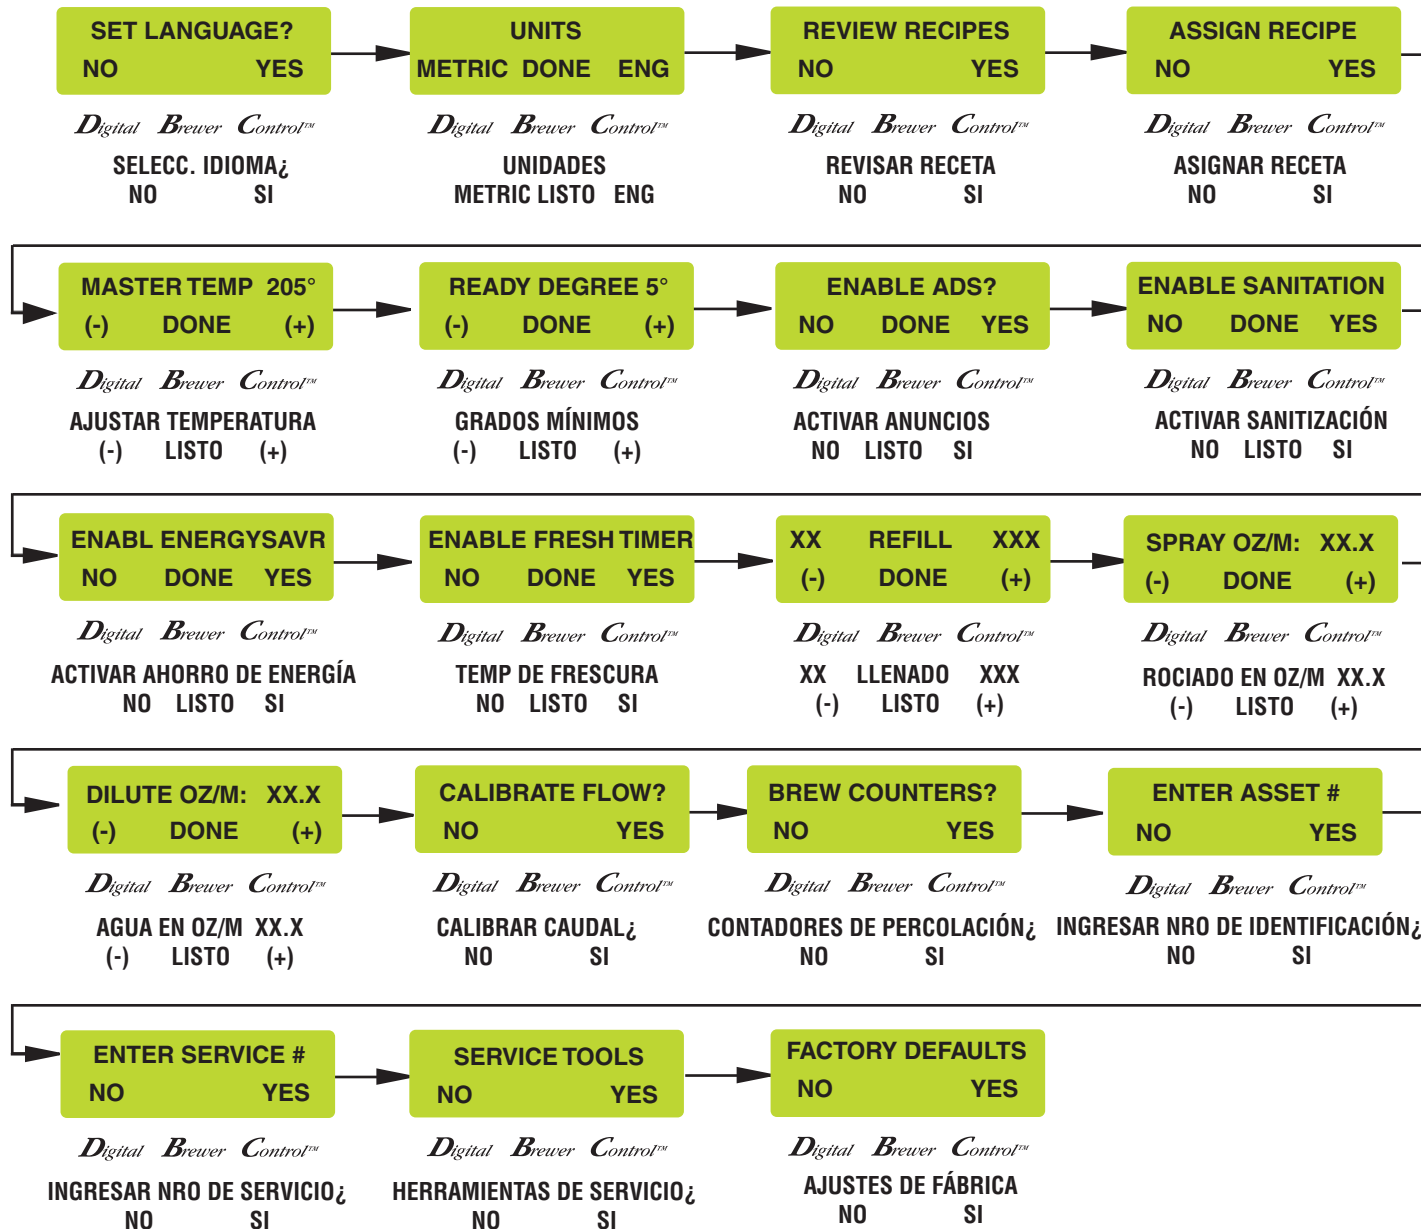 SET LANGUAGE?
NO YES
Digital Brewer Control™
SELECC. IDIOMA¿
NO SI
UNITS
METRIC DONE ENG
Digital Brewer Control™
UNIDADES
METRIC LISTO ENG
REVIEW RECIPES
NO YES
Digital Brewer Control™
REVISAR RECETA
NO SI
ASSIGN RECIPE
NO YES
Digital Brewer Control™
ASIGNAR RECETA
NO SI
MASTER TEMP 205°
(-) DONE (+)
Digital Brewer Control™
AJUSTAR TEMPERATURA
(-) LISTO (+)
READY DEGREE 5°
(-) DONE (+)
Digital Brewer Control™
GRADOS MÍNIMOS
(-) LISTO (+)
ENABLE ADS?
NO DONE YES
Digital Brewer Control™
ACTIVAR ANUNCIOS
NO LISTO SI
ENABLE SANITATION
NO DONE YES
Digital Brewer Control™
ACTIVAR SANITIZACIÓN
NO LISTO SI
ENABL ENERGYSAVR
NO DONE YES
Digital Brewer Control™
ACTIVAR AHORRO DE ENERGÍA
NO LISTO SI
ENABLE FRESH TIMER
NO DONE YES
Digital Brewer Control™
TEMP DE FRESCURA
NO LISTO SI
XX REFILL XXX
(-) DONE (+)
Digital Brewer Control™
XX LLENADO XXX
(-) LISTO (+)
SPRAY OZ/M: XX.X
(-) DONE (+)
Digital Brewer Control™
ROCIADO EN OZ/M XX.X
(-) LISTO (+)
DILUTE OZ/M: XX.X
(-) DONE (+)
Digital Brewer Control™
AGUA EN OZ/M XX.X
(-) LISTO (+)
CALIBRATE FLOW?
NO YES
Digital Brewer Control™
CALIBRAR CAUDAL¿
NO SI
BREW COUNTERS?
NO YES
Digital Brewer Control™
CONTADORES DE PERCOLACIÓN¿
NO SI
ENTER ASSET #
NO YES
Digital Brewer Control™
INGRESAR NRO DE IDENTIFICACIÓN¿
NO SI
ENTER SERVICE #
NO YES
Digital Brewer Control™
INGRESAR NRO DE SERVICIO¿
NO SI
SERVICE TOOLS
NO YES
Digital Brewer Control™
HERRAMIENTAS DE SERVICIO¿
NO SI
FACTORY DEFAULTS
NO YES
Digital Brewer Control™
AJUSTES DE FÁBRICA
NO SI